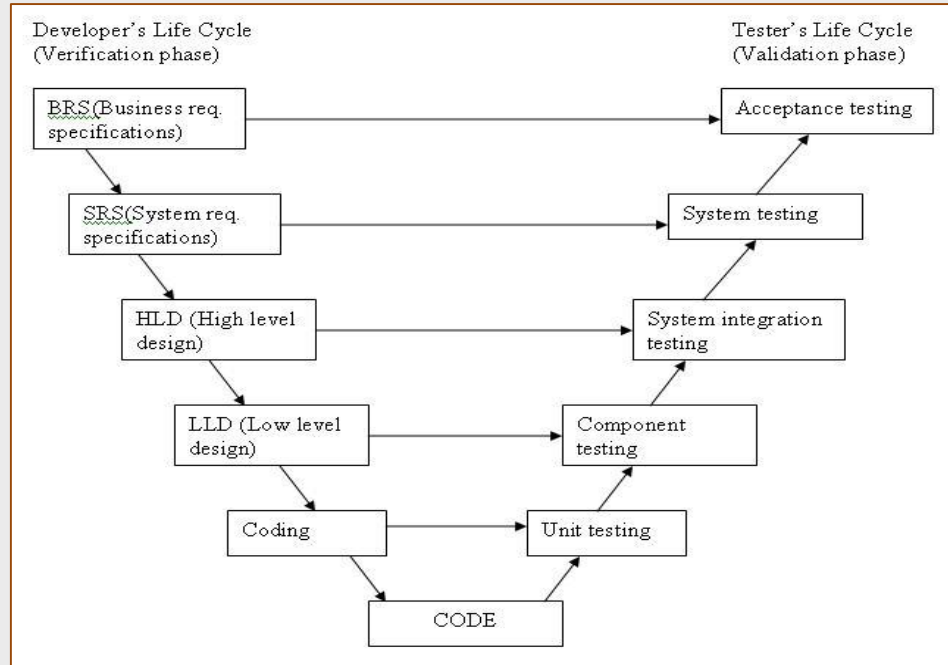 Developer's Life Cycle
(Verification phase)
Tester's Life Cycle
(Validation phase)
BRS(Business req.
specifications)
Acceptance testing
SRS(System req.
specifications)
System testing
HLD (High level
design)
System integration
testing
LLD (Low level
design)
Component
testing
Coding
Unit testing
CODE